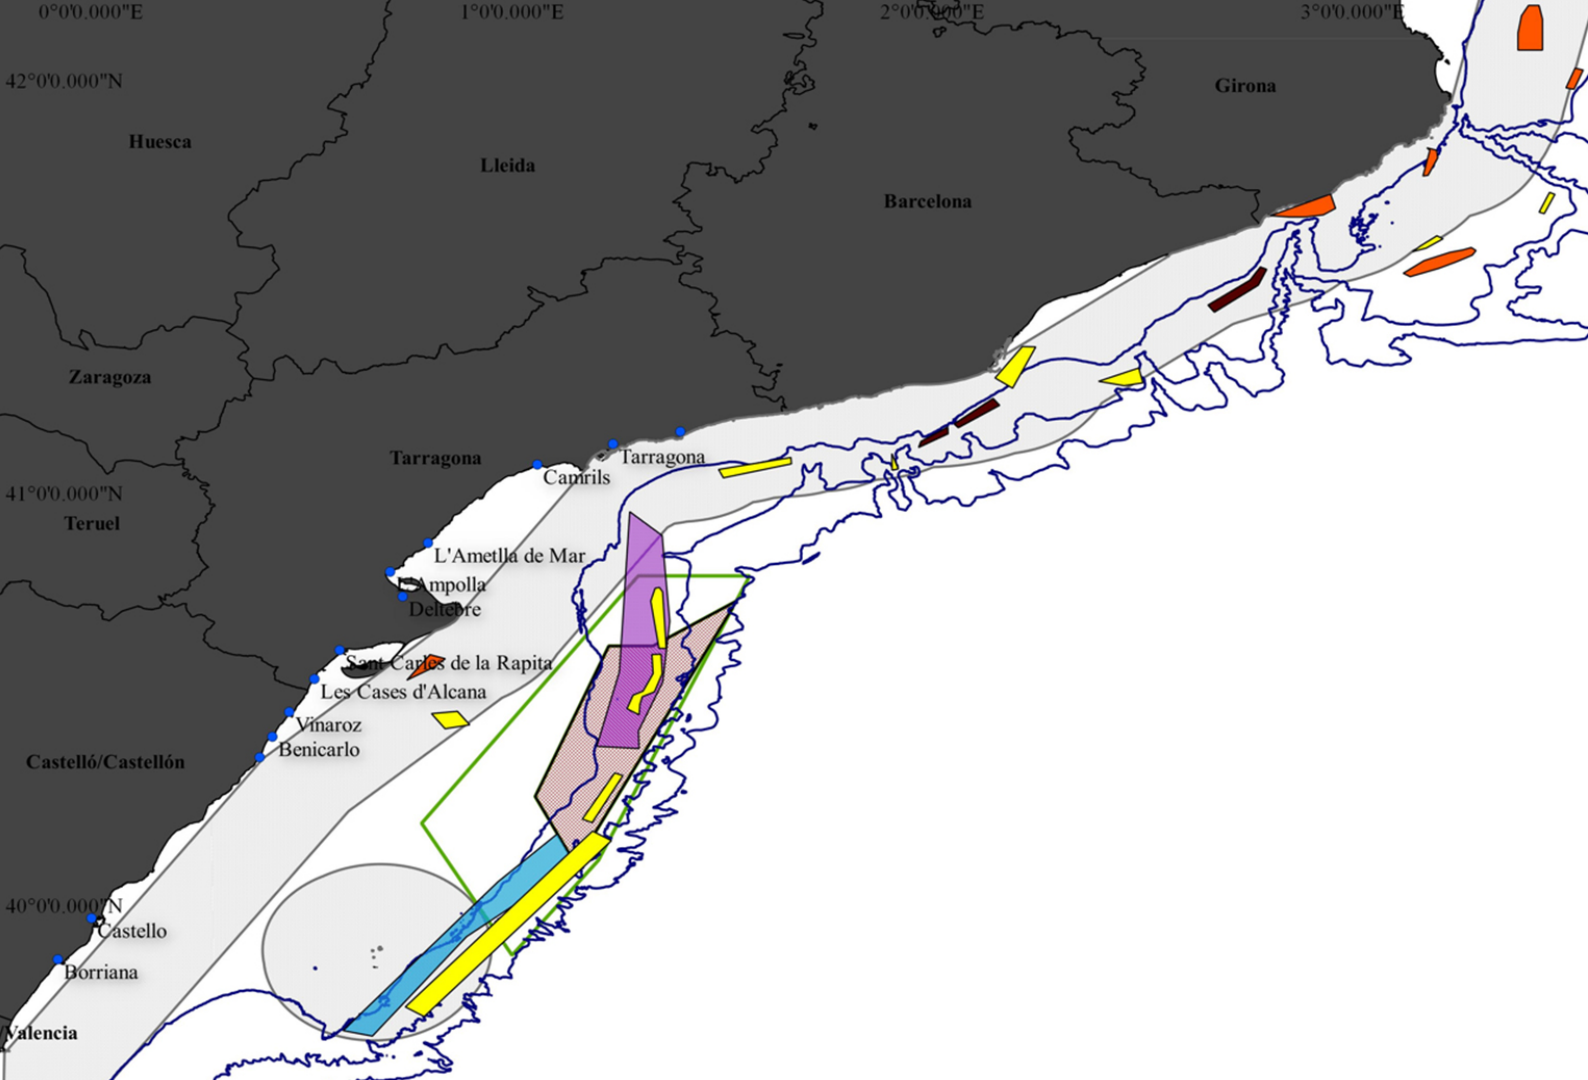 0°0'0.000"E
1°0'0.000"E
2°0'0.000"E
3°0'0.000"E
42°0'0.000"N
Girona
Huesca
Lleida
Barcelona
Zaragoza
Tarragona
Tarragona
Camrils
41°0'0.000"N
Teruel
L'Ametlla de Mar
L'Ampolla
Deltebre
Sant Carles de la Rapita
Les Cases d'Alcana
Vinaroz
Benicarlo
Castelló/Castellón
40°0'0.000"N
Castello
Borriana
/Valencia